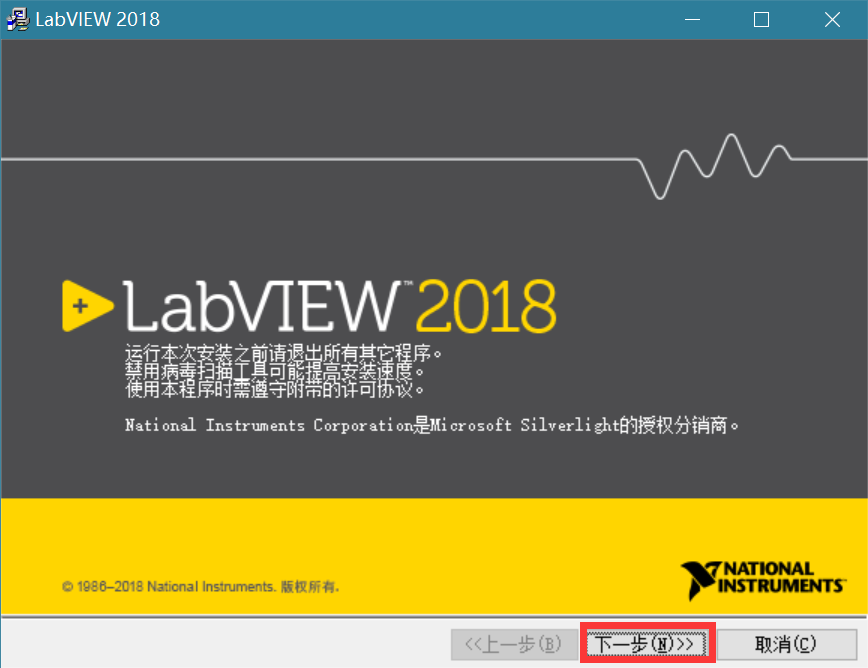 LabVIEW 2018
LabVIEW™ 2018
运行本次安装之前请退出所有其它程序。
禁用病毒扫描工具可能提高安装速度。
使用本程序时需遵守附带的许可协议。
National Instruments Corporation是Microsoft Silverlight的授权分销商。
NATIONAL
INSTRUMENTS™
© 1986–2018 National Instruments. 版权所有.
<<上一步(B) 下一步(N)>> 取消(C)